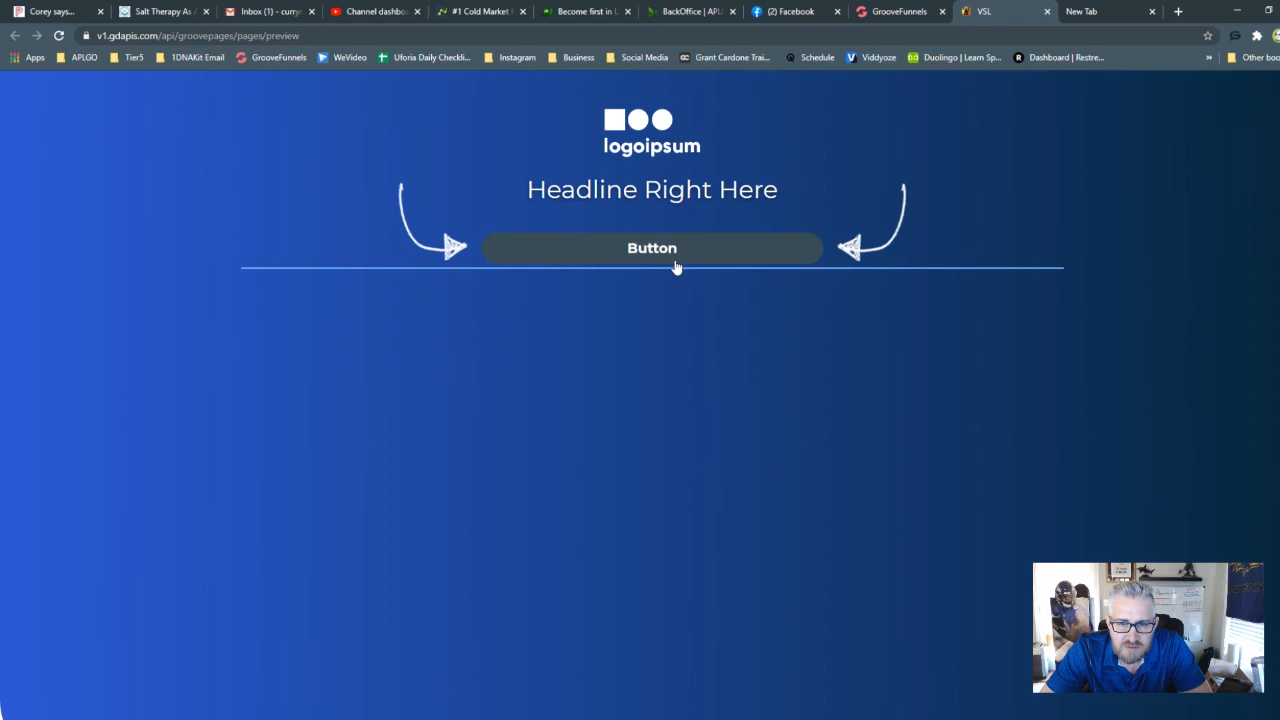 Corey says...
Salt Therapy As A
Inbox (1) - curry
Channel dashbo
#1 Cold Market
Become first in
BackOffice | APL
(2) Facebook
GrooveFunnels
VSL
New Tab
v1.gdapis.com/api/groovepages/pages/preview
Apps
APLGO
Tier5
1DNAKit Email
GrooveFunnels
WeVideo
Uforia Daily Checkli...
Instagram
Business
Social Media
Grant Cardone Trai...
Schedule
Viddyoze
Duolingo | Learn Sp...
Dashboard | Restre...
»
Other boo
logoipsum
Headline Right Here
Button